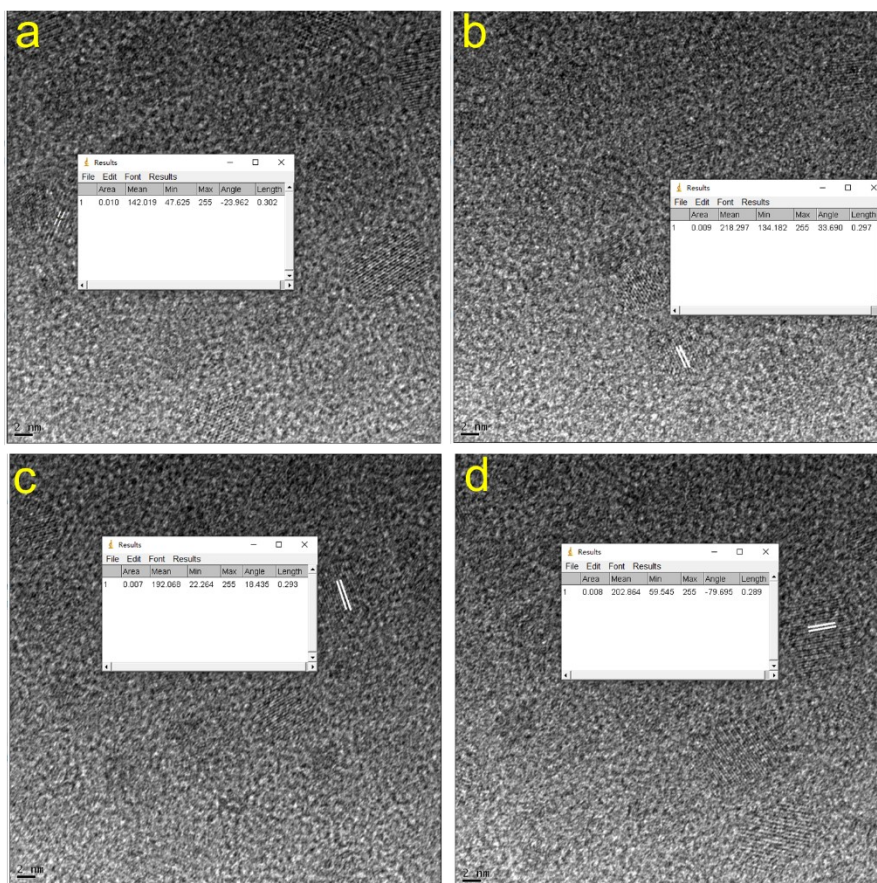 a
Results
File Edit Font Results
Area Mean Min Max Angle Length
1 0.010 142.019 47.625 255 -23.962 0.302
2 nm
b
Results
File Edit Font Results
Area Mean Min Max Angle Length
1 0.009 218.297 134.182 255 33.690 0.297
2 nm
c
Results
File Edit Font Results
Area Mean Min Max Angle Length
1 0.007 192.068 22.264 255 18.435 0.293
2 nm
d
Results
File Edit Font Results
Area Mean Min Max Angle Length
1 0.008 202.864 59.545 255 -79.695 0.289
2 nm